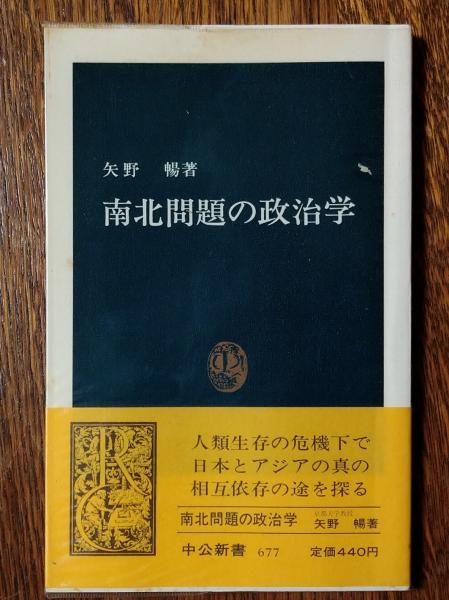 矢野 暢著
南北問題の政治学
人類生存の危機下で
日本とアジアの真の
相互依存の途を探る
南北問題の政治学 京都大学教授 矢野 暢著
中公新書 677 定価440円
R
C